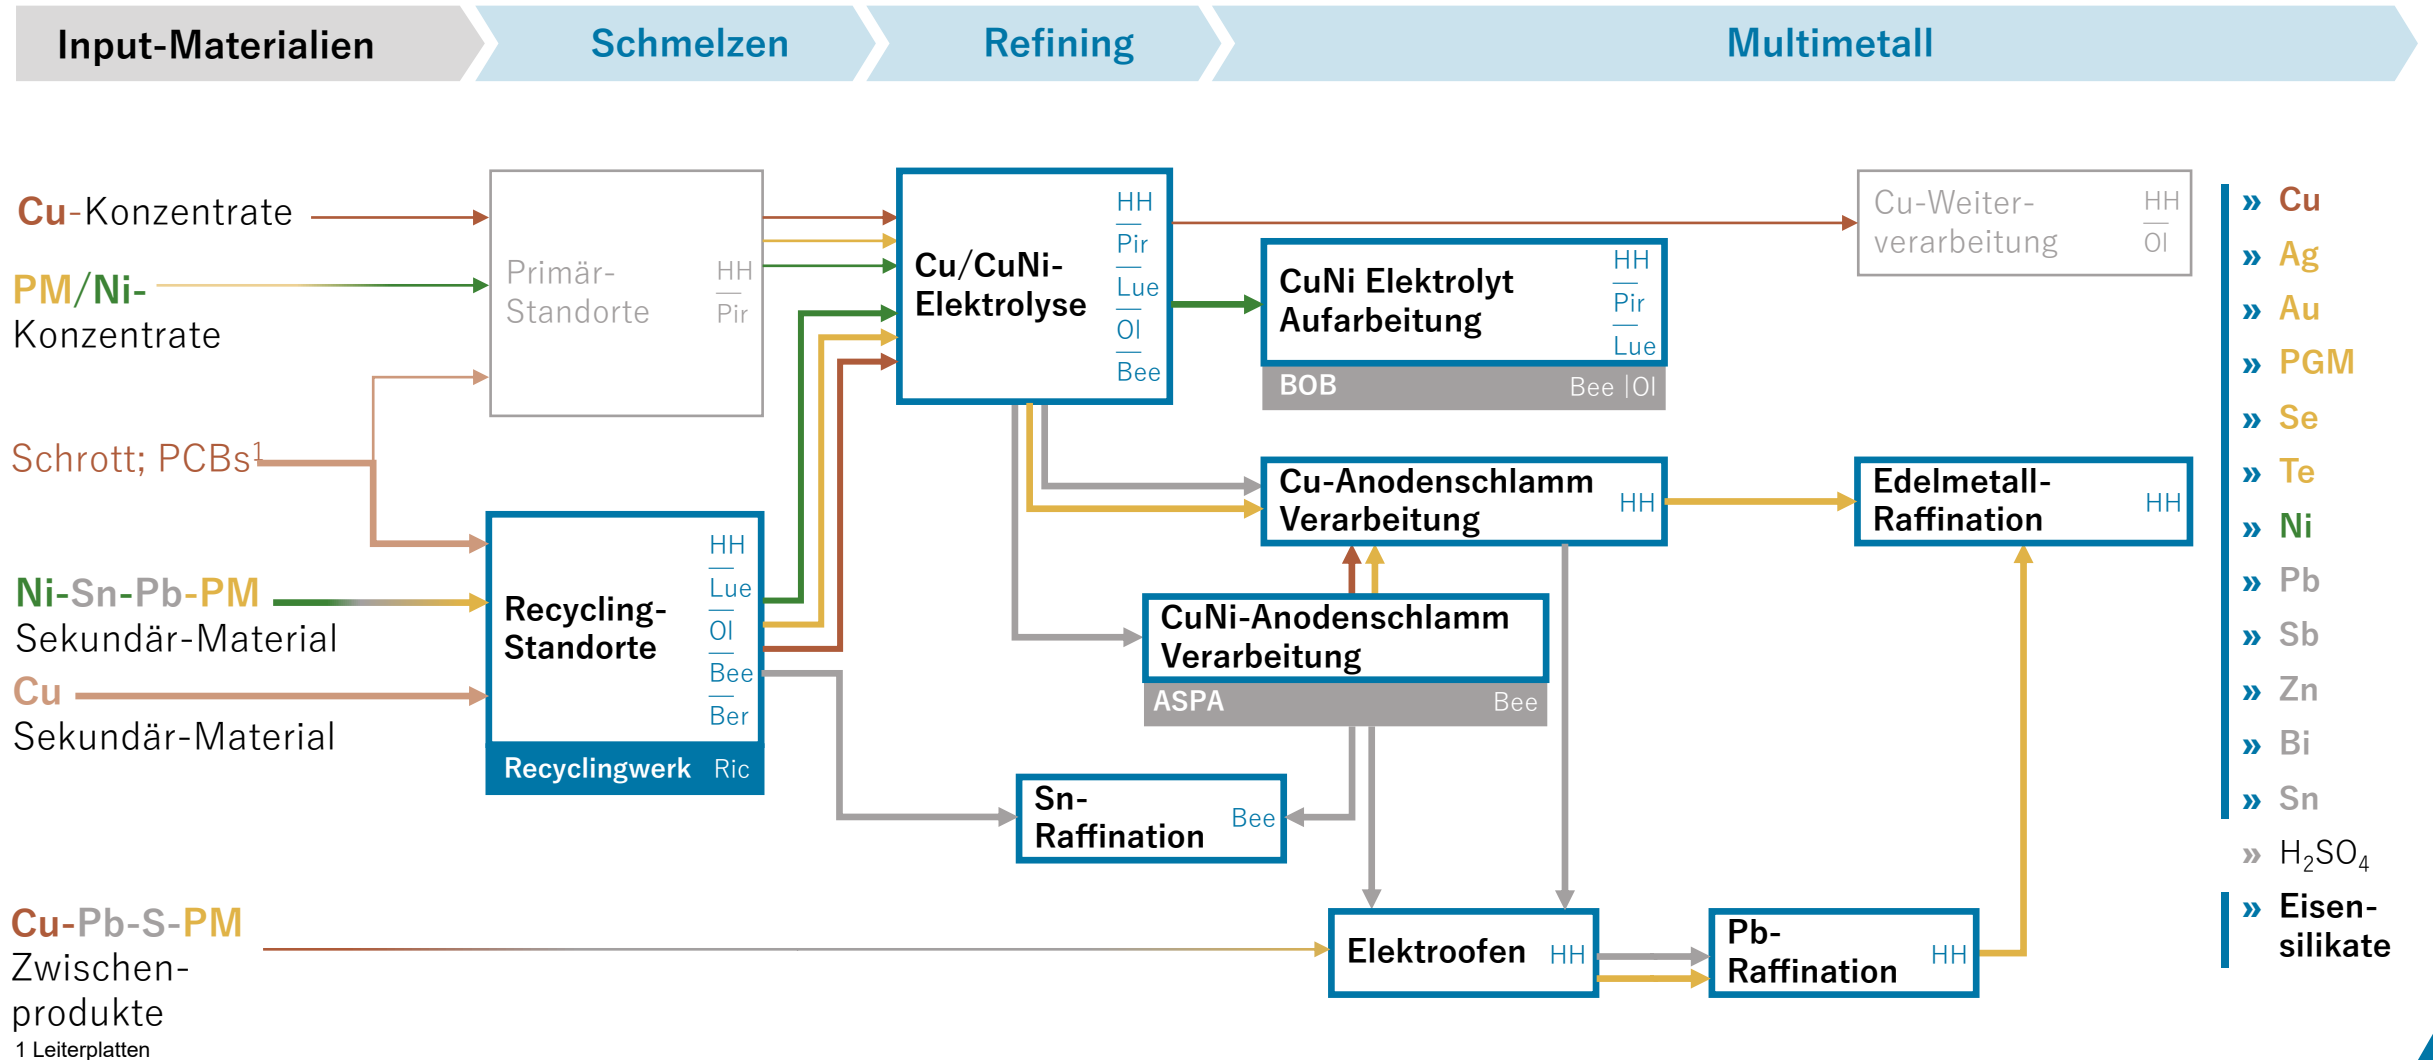 Input-Materialien
Schmelzen
Refining
Multimetall
Cu-Konzentrate
PM/Ni-
Konzentrate
Schrott; PCBs¹
Ni-Sn-Pb-PM
Sekundär-Material
Cu
Sekundär-Material
Cu-Pb-S-PM
Zwischen-
produkte
1 Leiterplatten
Primär-
Standorte
HH
Pir
Recycling-
Standorte
HH
Lue
Ol
Bee
Ber
Recyclingwerk Ric
Cu/CuNi-
Elektrolyse
HH
Pir
Lue
Ol
Bee
CuNi Elektrolyt
Aufarbeitung
HH
Pir
Lue
BOB Bee |Ol
Cu-Anodenschlamm
Verarbeitung
HH
CuNi-Anodenschlamm
Verarbeitung
ASPA Bee
Sn-
Raffination
Bee
Elektroofen HH
Pb-
Raffination
HH
Cu-Weiter-
verarbeitung
HH
Ol
Edelmetall-
Raffination
HH
» Cu
» Ag
» Au
» PGM
» Se
» Te
» Ni
» Pb
» Sb
» Zn
» Bi
» Sn
» H₂SO₄
» Eisen-
silikate